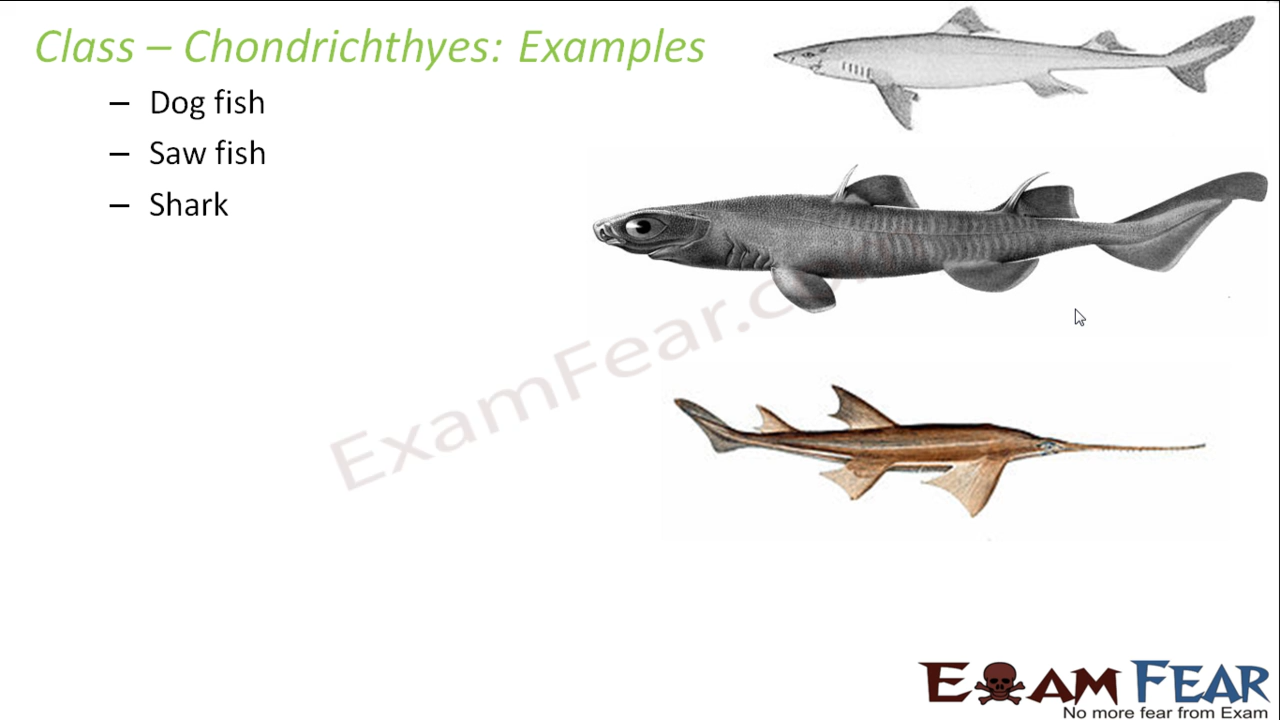 Class – Chondrichthyes: Examples
– Dog fish
– Saw fish
– Shark
ExamFear.com
EXAM FEAR
No more fear from Exam